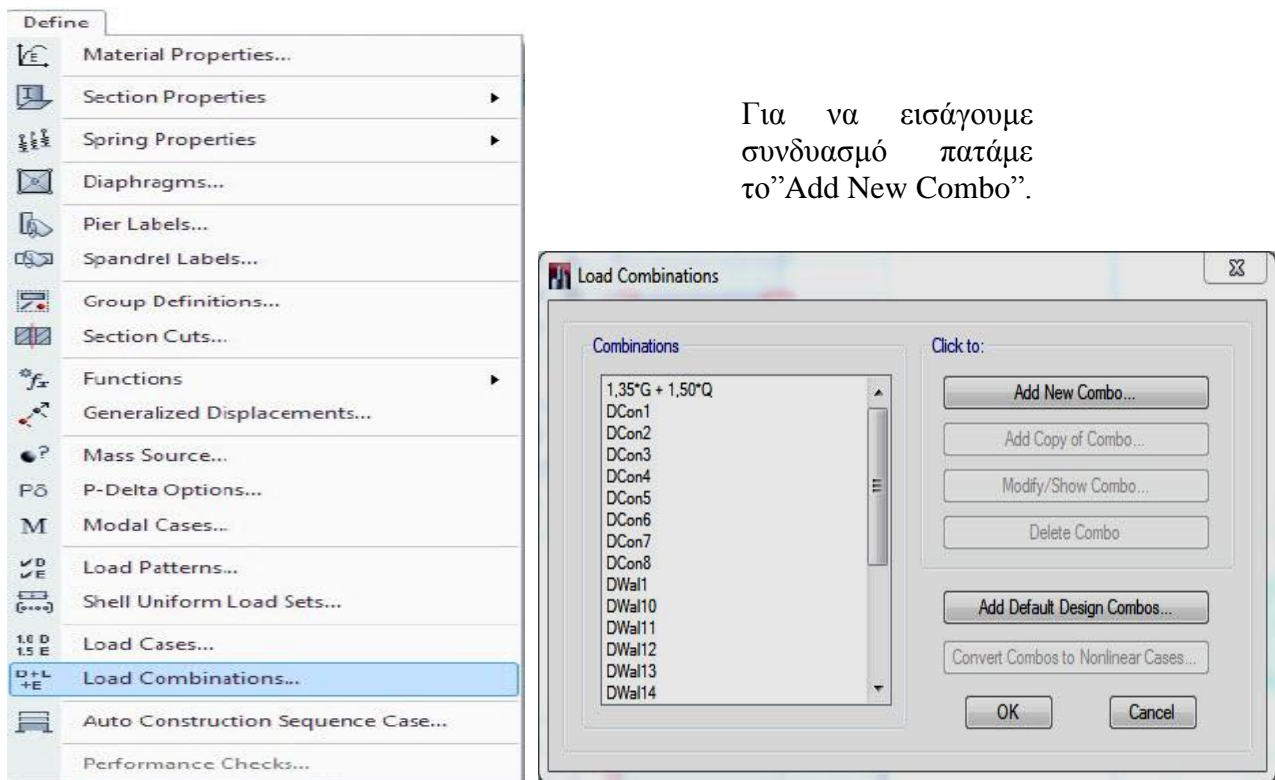 Define
Material Properties...
Section Properties
Spring Properties
Diaphragms...
Pier Labels...
Spandrel Labels...
Group Definitions...
Section Cuts...
Functions
Generalized Displacements...
Mass Source...
P-Delta Options...
Modal Cases...
Load Patterns...
Shell Uniform Load Sets...
Load Cases...
Load Combinations...
Auto Construction Sequence Case...
Performance Checks...
Για να εισάγουμε
συνδυασμό πατάμε
το”Add New Combo”.
Load Combinations
Combinations
1,35*G + 1,50*Q
DCon1
DCon2
DCon3
DCon4
DCon5
DCon6
DCon7
DCon8
DWal1
DWal10
DWal11
DWal12
DWal13
DWal14
Click to:
Add New Combo...
Add Copy of Combo...
Modify/Show Combo...
Delete Combo
Add Default Design Combos...
Convert Combos to Nonlinear Cases...
OK
Cancel